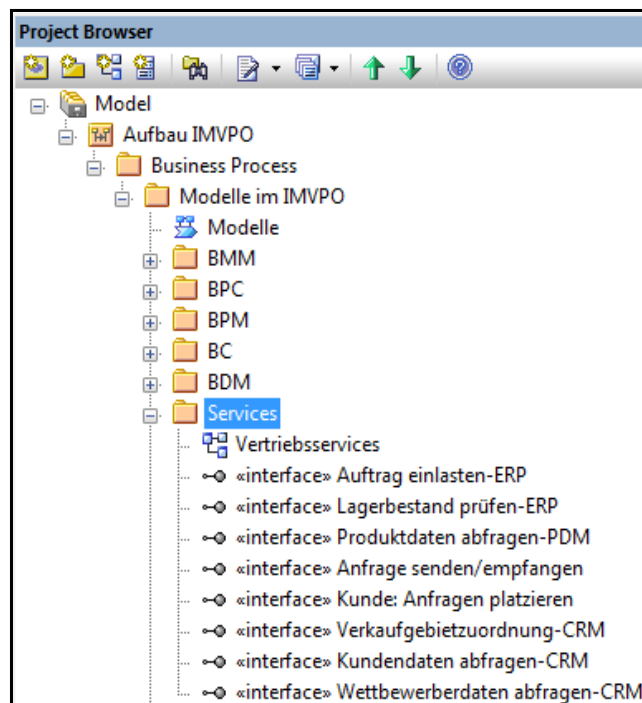 Project Browser
Model
Aufbau IMVPO
Business Process
Modelle im IMVPO
Modelle
BMM
BPC
BPM
BC
BDM
Services
Vertriebsservices
«interface» Auftrag einlasten-ERP
«interface» Lagerbestand prüfen-ERP
«interface» Produktdaten abfragen-PDM
«interface» Anfrage senden/empfangen
«interface» Kunde: Anfragen platzieren
«interface» Verkaufgebietzuordnung-CRM
«interface» Kundendaten abfragen-CRM
«interface» Wettbewerberdaten abfragen-CRM